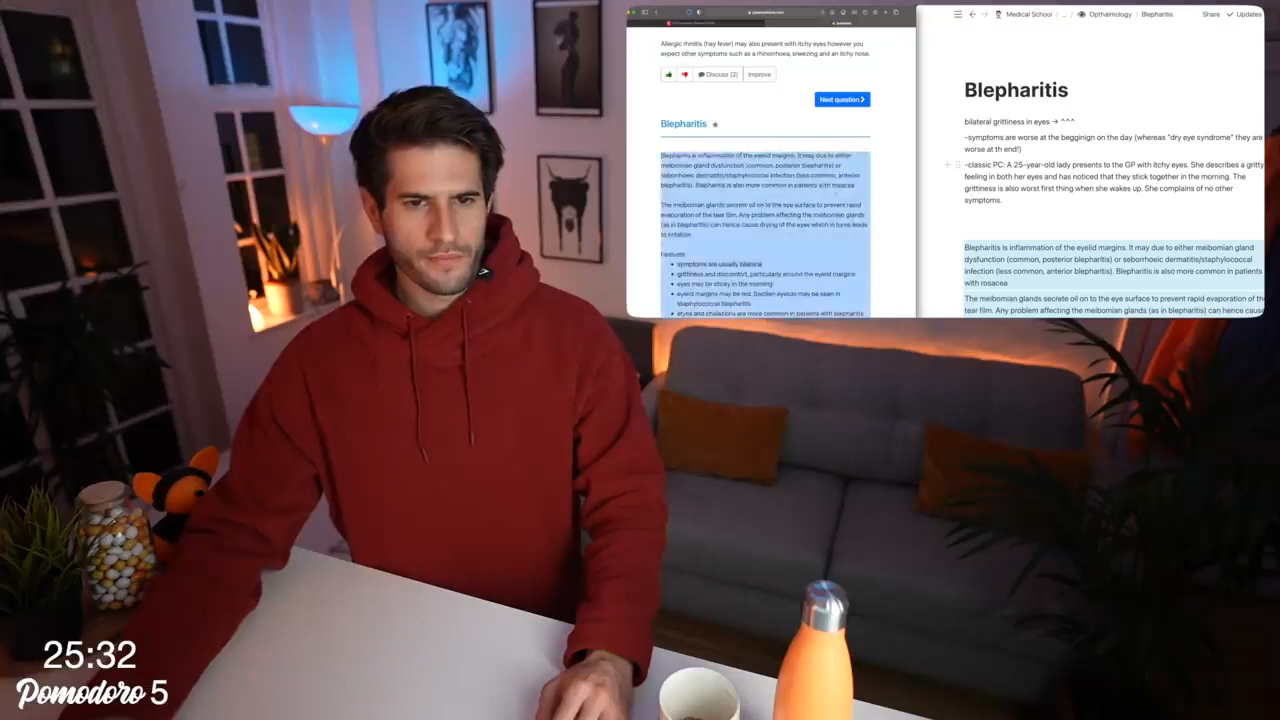 Allergic rhinitis (hay fever) may also present with itchy eyes however you
expect other symptoms such as a rhinorrhoea, sneezing and an itchy nose.
Discuss (2)
Improve
Next question
Blepharitis
Blepharitis is inflammation of the eyelid margins. It may due to either
meibomian gland dysfunction (common, posterior blepharitis) or
seborrhoeic dermatitis/staphylococcal infection (less common, anterior
blepharitis). Blepharitis is also more common in patients with rosacea
The meibomian glands secrete oil on to the eye surface to prevent rapid
evaporation of the tear film. Any problem affecting the meibomian glands
(as in blepharitis) can hence cause drying of the eyes which in turns leads
to irritation
Features
symptoms are usually bilateral
grittiness and discomfort, particularly around the eyelid margins
eyes may be sticky in the morning
eyelid margins may be red. Swollen eyelids may be seen in
staphylococcal blepharitis
styes and chalazions are more common in patients with blepharitis
Medical School / ... / Opthalmology / Blepharitis
Share
Updates
Blepharitis
bilateral grittiness in eyes → ^^^
-symptoms are worse at the begginign on the day (whereas "dry eye syndrome" they are
worse at th end!)
-classic PC: A 25-year-old lady presents to the GP with itchy eyes. She describes a gritty
feeling in both her eyes and has noticed that they stick together in the morning. The
grittiness is also worst first thing when she wakes up. She complains of no other
symptoms.
Blepharitis is inflammation of the eyelid margins. It may due to either meibomian gland
dysfunction (common, posterior blepharitis) or seborrhoeic dermatitis/staphylococcal
infection (less common, anterior blepharitis). Blepharitis is also more common in patients
with rosacea
The meibomian glands secrete oil on to the eye surface to prevent rapid evaporation of the
tear film. Any problem affecting the meibomian glands (as in blepharitis) can hence cause
25:32
Pomodoro 5